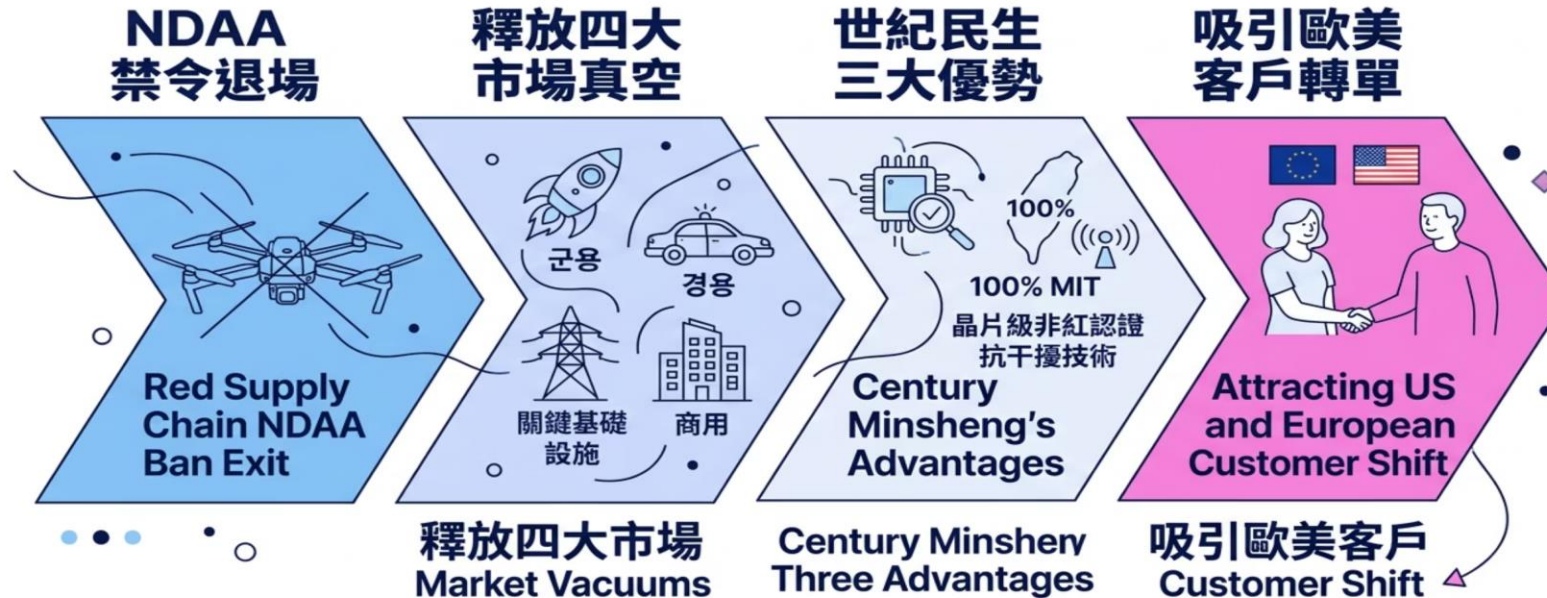 NDAA
禁令退場
釋放四大
市場真空
世紀民生
三大優勢
吸引歐美
客戶轉單
Red Supply
Chain NDAA
Ban Exit
군용
경용
關鍵基礎
設施
商用
100%
100% MIT
晶片級非紅認證
抗干擾技術
Century
Minsheng's
Advantages
Attracting US
and European
Customer Shift
釋放四大市場
Market Vacuums
Century Minshery
Three Advantages
吸引歐美客戶
Customer Shift